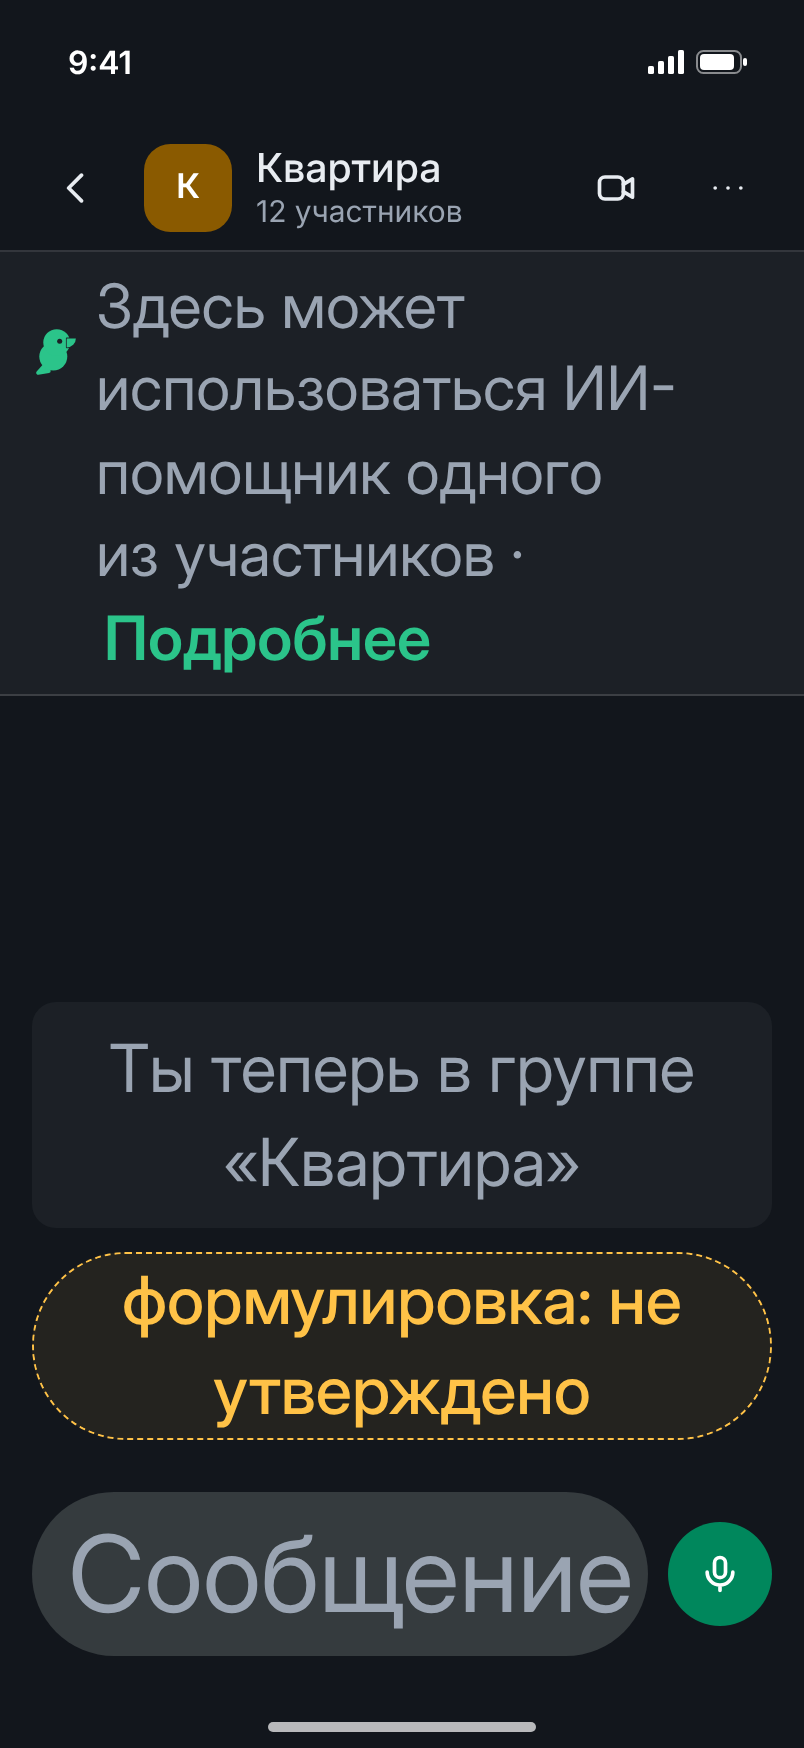 9:41
К
Квартира
12 участников
Здесь может
использоваться ИИ-
помощник одного
из участников ·
Подробнее
Ты теперь в группе
«Квартира»
формулировка: не
утверждено
Сообщение